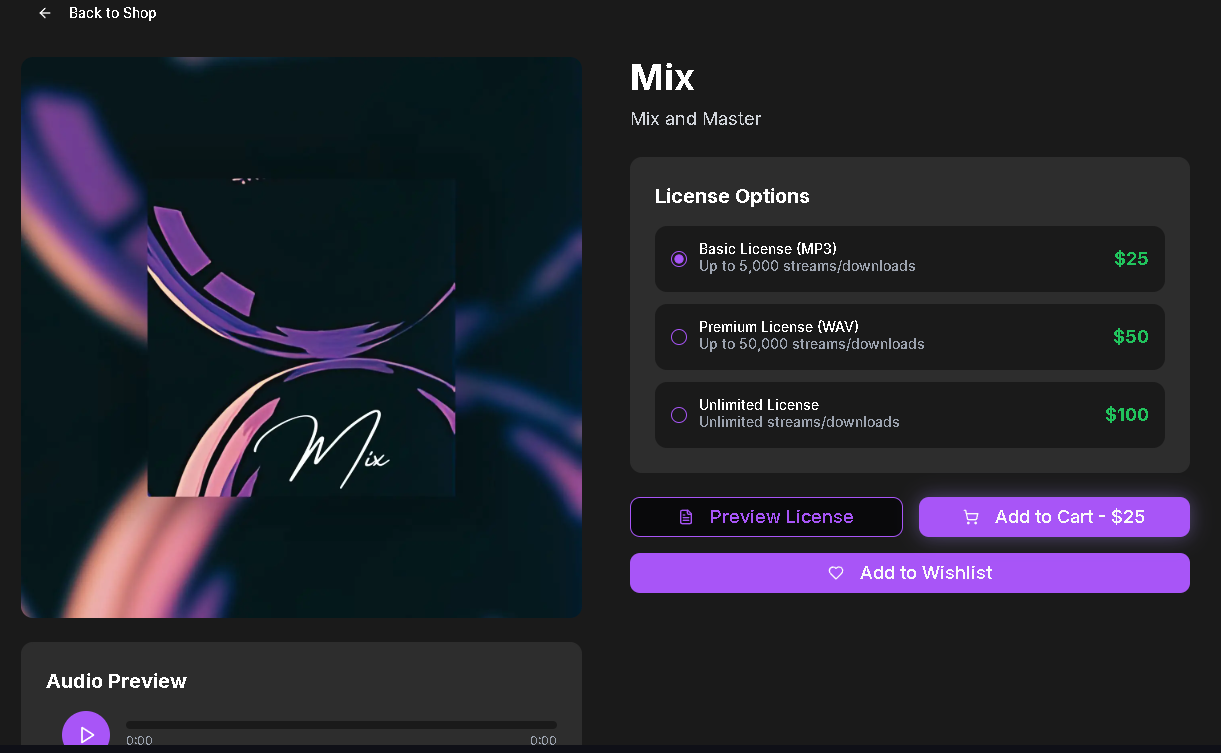 Back to Shop
Mix
Mix and Master
License Options
Basic License (MP3)
Up to 5,000 streams/downloads
$25
Premium License (WAV)
Up to 50,000 streams/downloads
$50
Unlimited License
Unlimited streams/downloads
$100
Preview License
Add to Cart - $25
Add to Wishlist
Mix
Audio Preview
0:00
0:00